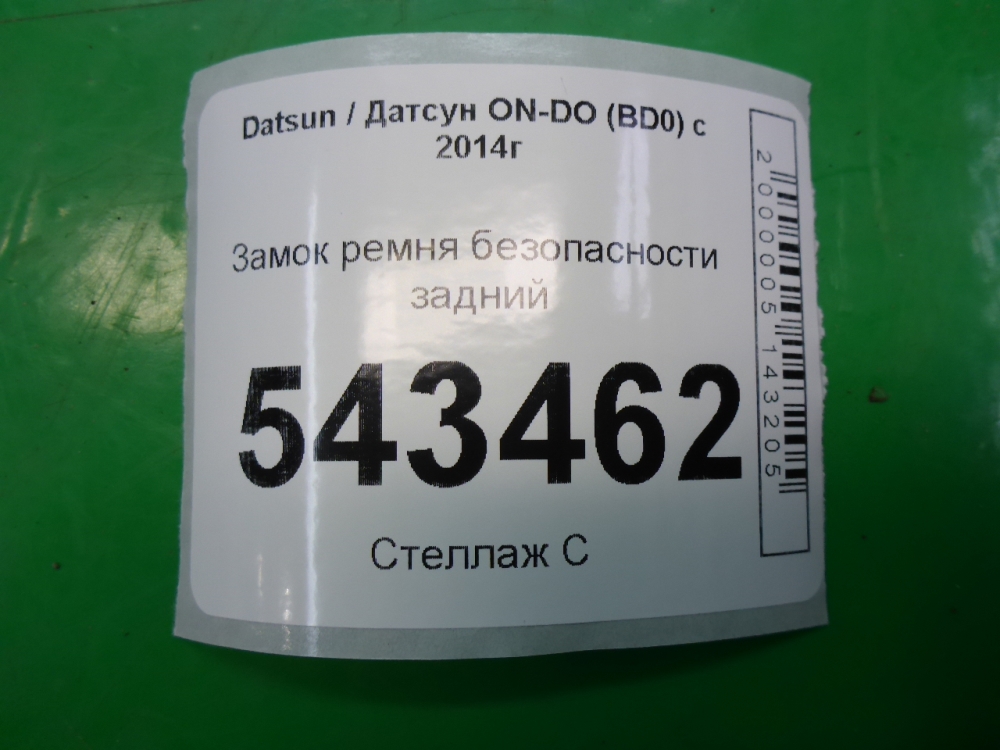 Datsun / Датсун ON-DO (BD0) с
2014г
Замок ремня безопасности
задний
543462
Стеллаж С
2000005143205